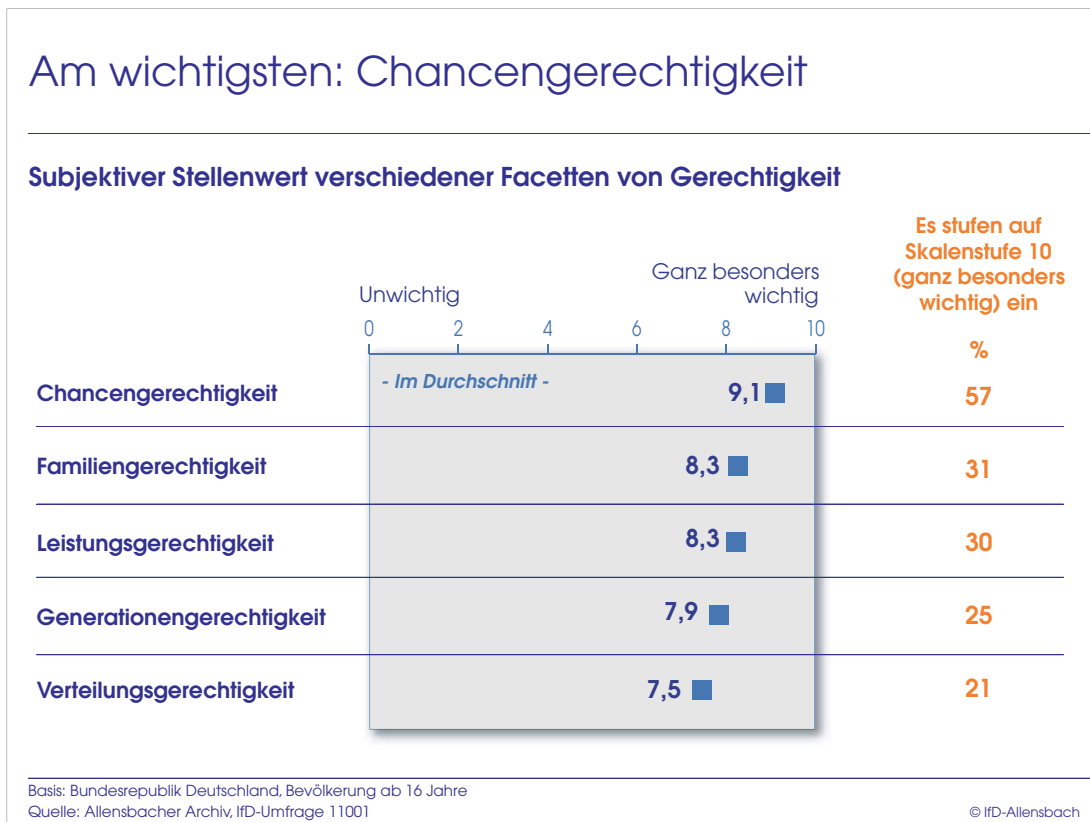 Am wichtigsten: Chancengerechtigkeit
Subjektiver Stellenwert verschiedener Facetten von Gerechtigkeit
Es stufen auf
Skalenstufe 10
(ganz besonders
wichtig) ein
%
Unwichtig
Ganz besonders
wichtig
0 2 4 6 8 10
- Im Durchschnitt -
Chancengerechtigkeit 9,1 57
Familiengerechtigkeit 8,3 31
Leistungsgerechtigkeit 8,3 30
Generationengerechtigkeit 7,9 25
Verteilungsgerechtigkeit 7,5 21
Basis: Bundesrepublik Deutschland, Bevölkerung ab 16 Jahre
Quelle: Allensbacher Archiv, IfD-Umfrage 11001
© IfD-Allensbach